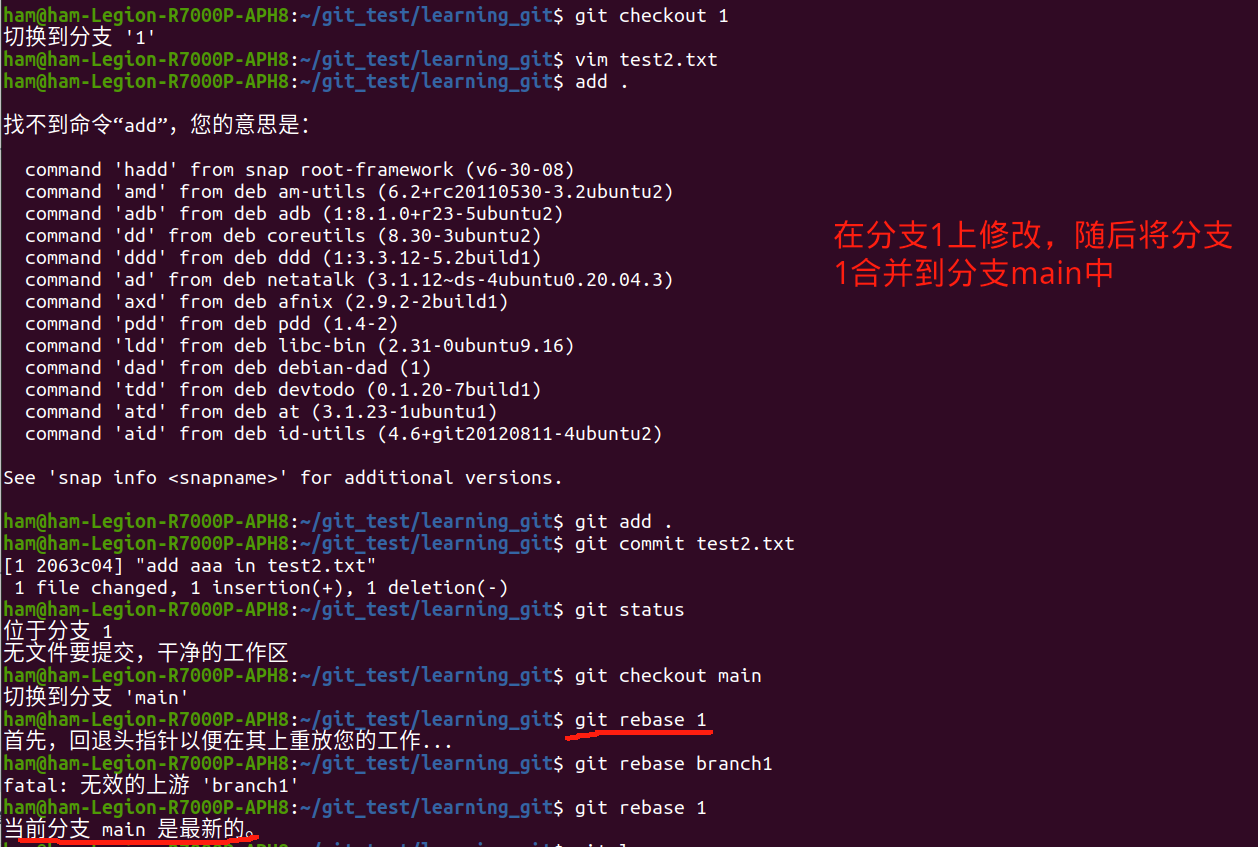 ham@ham-Legion-R7000P-APH8:~/git_test/learning_git$ git checkout 1
切换到分支 '1'
ham@ham-Legion-R7000P-APH8:~/git_test/learning_git$ vim test2.txt
ham@ham-Legion-R7000P-APH8:~/git_test/learning_git$ add .
找不到命令“add”，您的意思是：
command 'hadd' from snap root-framework (v6-30-08)
command 'amd' from deb am-utils (6.2+rc20110530-3.2ubuntu2)
command 'adb' from deb adb (1:8.1.0+r23-5ubuntu2)
command 'dd' from deb coreutils (8.30-3ubuntu2)
command 'ddd' from deb ddd (1:3.3.12-5.2build1)
command 'ad' from deb netatalk (3.1.12~ds-4ubuntu0.20.04.3)
command 'axd' from deb afnix (2.9.2-2build1)
command 'pdd' from deb pdd (1.4-2)
command 'ldd' from deb libc-bin (2.31-0ubuntu9.16)
command 'dad' from deb debian-dad (1)
command 'tdd' from deb devtodo (0.1.20-7build1)
command 'atd' from deb at (3.1.23-1ubuntu1)
command 'aid' from deb id-utils (4.6+git20120811-4ubuntu2)
在分支1上修改，随后将分支
1合并到分支main中
See 'snap info <snapname>' for additional versions.
ham@ham-Legion-R7000P-APH8:~/git_test/learning_git$ git add .
ham@ham-Legion-R7000P-APH8:~/git_test/learning_git$ git commit test2.txt
[1 2063c04] "add aaa in test2.txt"
1 file changed, 1 insertion(+), 1 deletion(-)
ham@ham-Legion-R7000P-APH8:~/git_test/learning_git$ git status
位于分支 1
无文件要提交，干净的工作区
ham@ham-Legion-R7000P-APH8:~/git_test/learning_git$ git checkout main
切换到分支 'main'
ham@ham-Legion-R7000P-APH8:~/git_test/learning_git$ git rebase 1
首先，回退头指针以便在其上重放您的工作...
ham@ham-Legion-R7000P-APH8:~/git_test/learning_git$ git rebase branch1
fatal: 无效的上游 'branch1'
ham@ham-Legion-R7000P-APH8:~/git_test/learning_git$ git rebase 1
当前分支 main 是最新的。